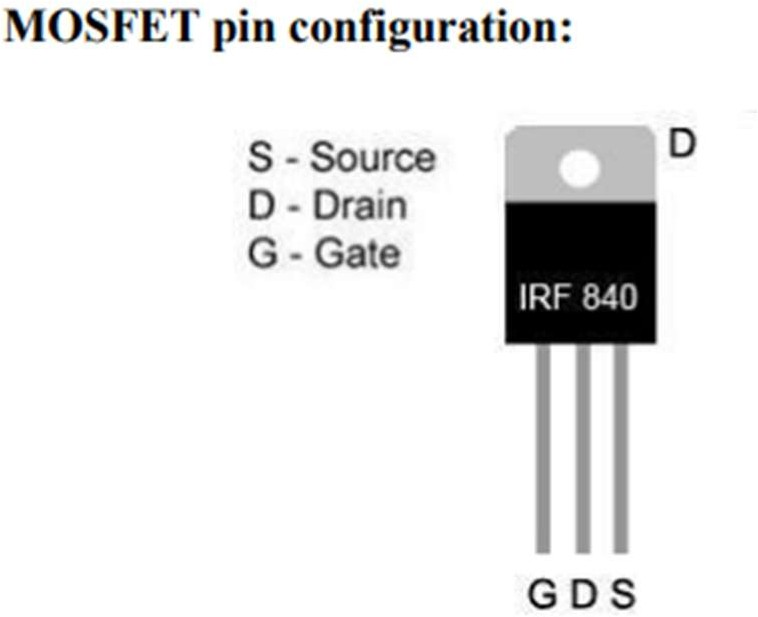 MOSFET pin configuration:
S - Source
D - Drain
G - Gate
D
IRF 840
G D S